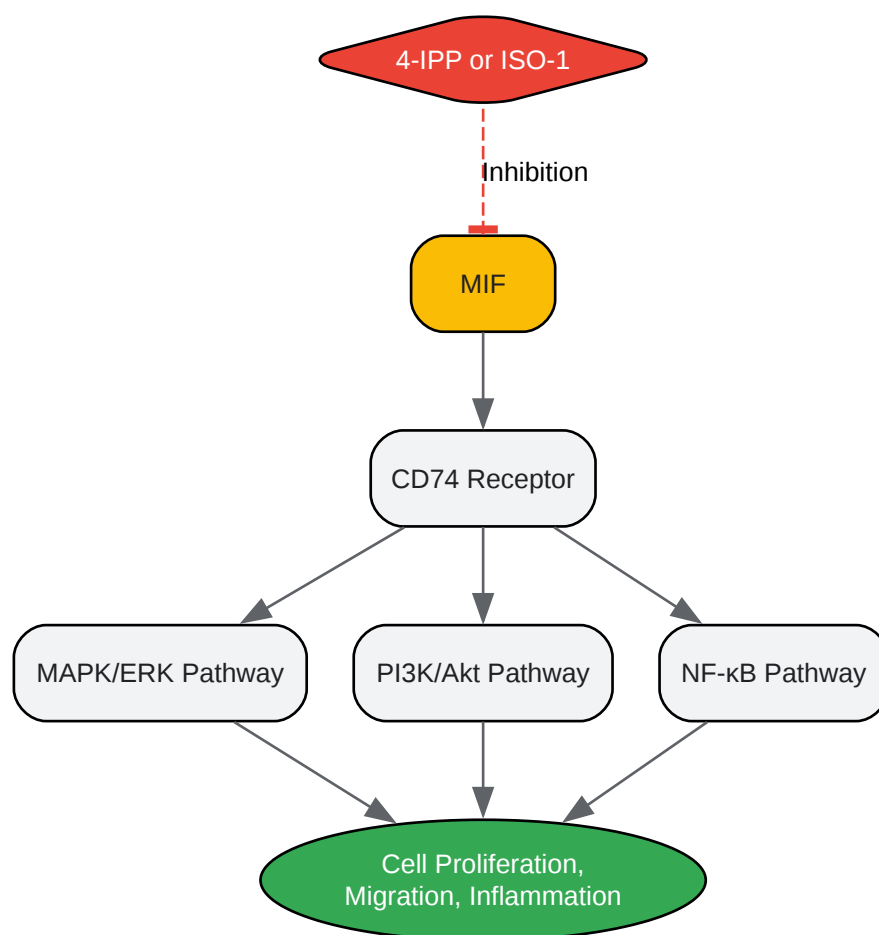 4-IPP or ISO-1
Inhibition
MIF
CD74 Receptor
MAPK/ERK Pathway
PI3K/Akt Pathway
NF-κB Pathway
Cell Proliferation,
Migration, Inflammation